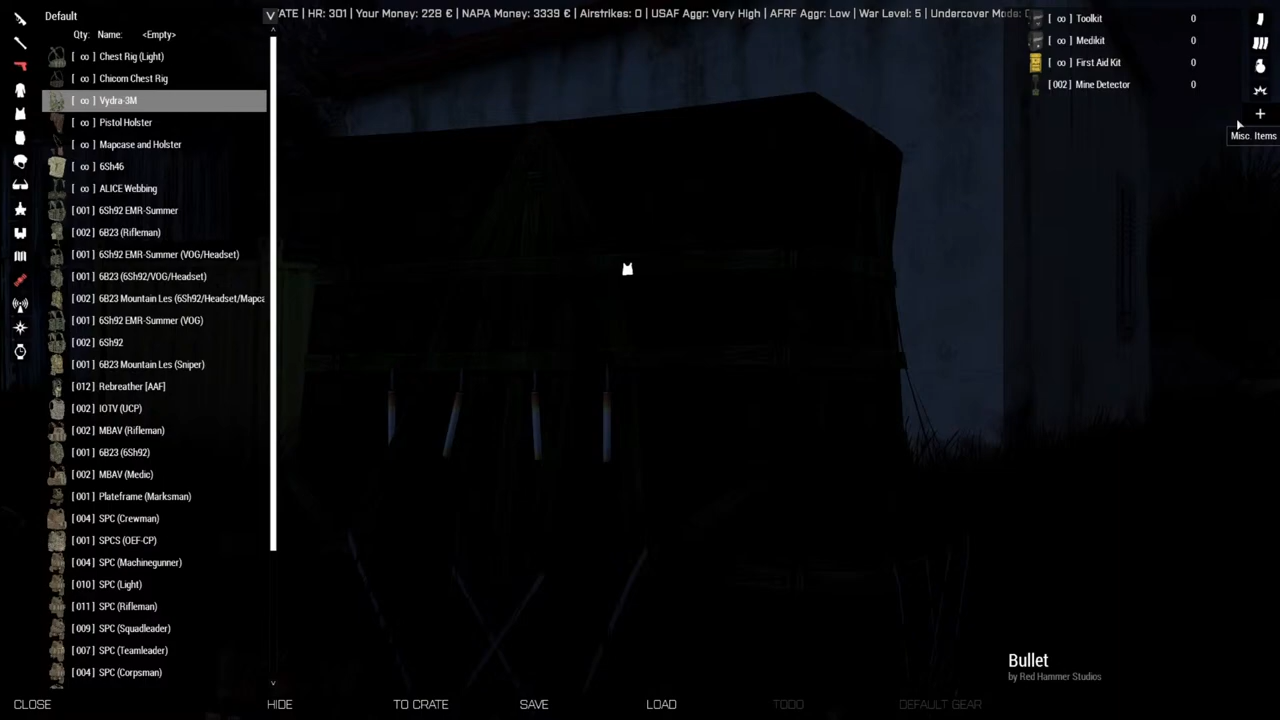 ATE | HR: 301 | Your Money: 228 € | NAPA Money: 3339 € | Airstrikes: 0 | USAF Aggr: Very High | AFRF Aggr: Low | War Level: 5 | Undercover Mode:
Default
Qty: Name: <Empty>
[ ∞ ] Chest Rig (Light)
[ ∞ ] Chicom Chest Rig
[ ∞ ] Vydra-3M
[ ∞ ] Pistol Holster
[ ∞ ] Mapcase and Holster
[ ∞ ] 6Sh46
[ ∞ ] ALICE Webbing
[ 001 ] 6Sh92 EMR-Summer
[ 002 ] 6B23 (Rifleman)
[ 001 ] 6Sh92 EMR-Summer (VOG/Headset)
[ 001 ] 6B23 (6Sh92/VOG/Headset)
[ 002 ] 6B23 Mountain Les (6Sh92/Headset/Mapca
[ 001 ] 6Sh92 EMR-Summer (VOG)
[ 002 ] 6Sh92
[ 001 ] 6B23 Mountain Les (Sniper)
[ 012 ] Rebreather [AAF]
[ 002 ] IOTV (UCP)
[ 002 ] MBAV (Rifleman)
[ 001 ] 6B23 (6Sh92)
[ 002 ] MBAV (Medic)
[ 001 ] Plateframe (Marksman)
[ 004 ] SPC (Crewman)
[ 001 ] SPCS (OEF-CP)
[ 004 ] SPC (Machinegunner)
[ 010 ] SPC (Light)
[ 011 ] SPC (Rifleman)
[ 009 ] SPC (Squadleader)
[ 007 ] SPC (Teamleader)
[ 004 ] SPC (Corpsman)
[ ∞ ] Toolkit 0
[ ∞ ] Medikit 0
[ ∞ ] First Aid Kit 0
[002] Mine Detector 0
Misc. Items
Bullet
by Red Hammer Studios
CLOSE HIDE TO CRATE SAVE LOAD TODO DEFAULT GEAR